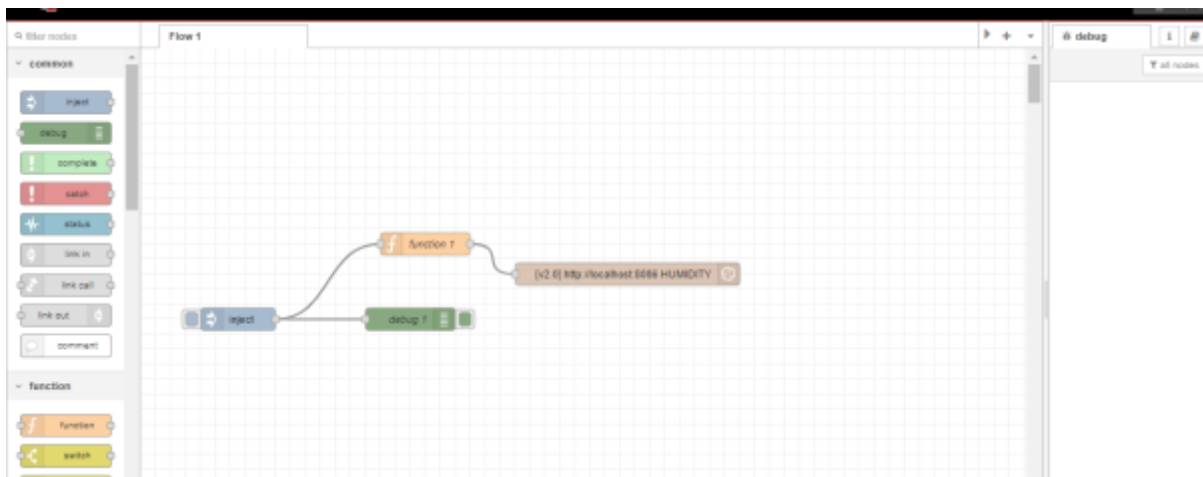 filter nodes
Flow 1
debug
i
all nodes
common
inject
debug
complete
catch
status
link in
link call
link out
comment
function
function
switch
function 1
[v2.0] http://localhost:8086 HUMIDITY
inject
debug 1